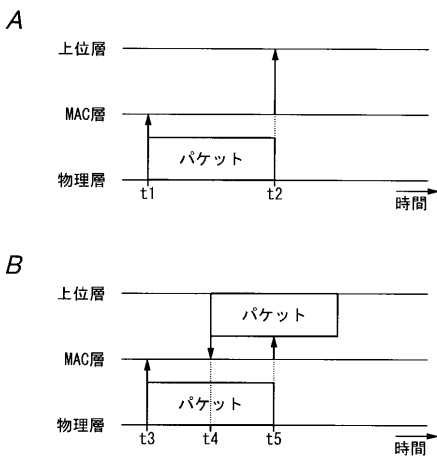 A
上位層
MAC層
パケット
物理層
t1
t2
時間
B
上位層
パケット
MAC層
パケット
物理層
t3
t4
t5
時間